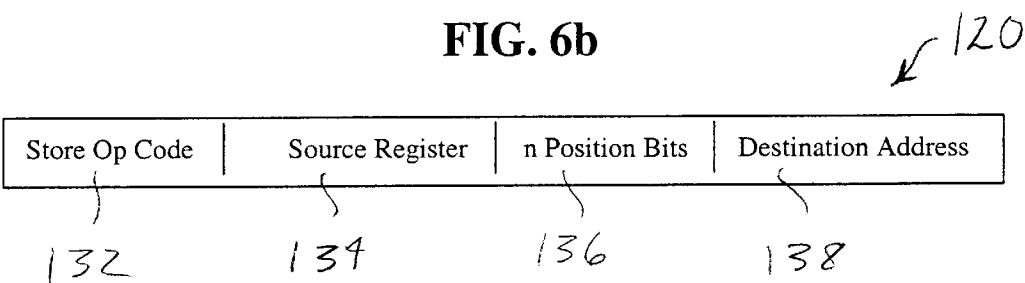 FIG. 6b
120
Store Op Code Source Register n Position Bits Destination Address
132 134 136 138